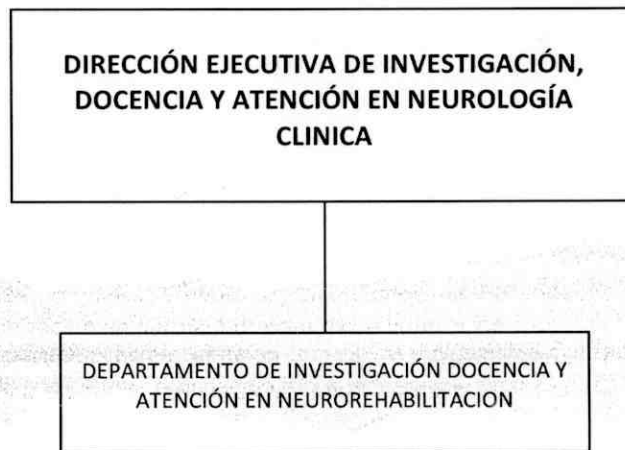 DIRECCIÓN EJECUTIVA DE INVESTIGACIÓN,
DOCENCIA Y ATENCIÓN EN NEUROLOGÍA
CLINICA
DEPARTAMENTO DE INVESTIGACIÓN DOCENCIA Y
ATENCIÓN EN NEUROREHABILITACION